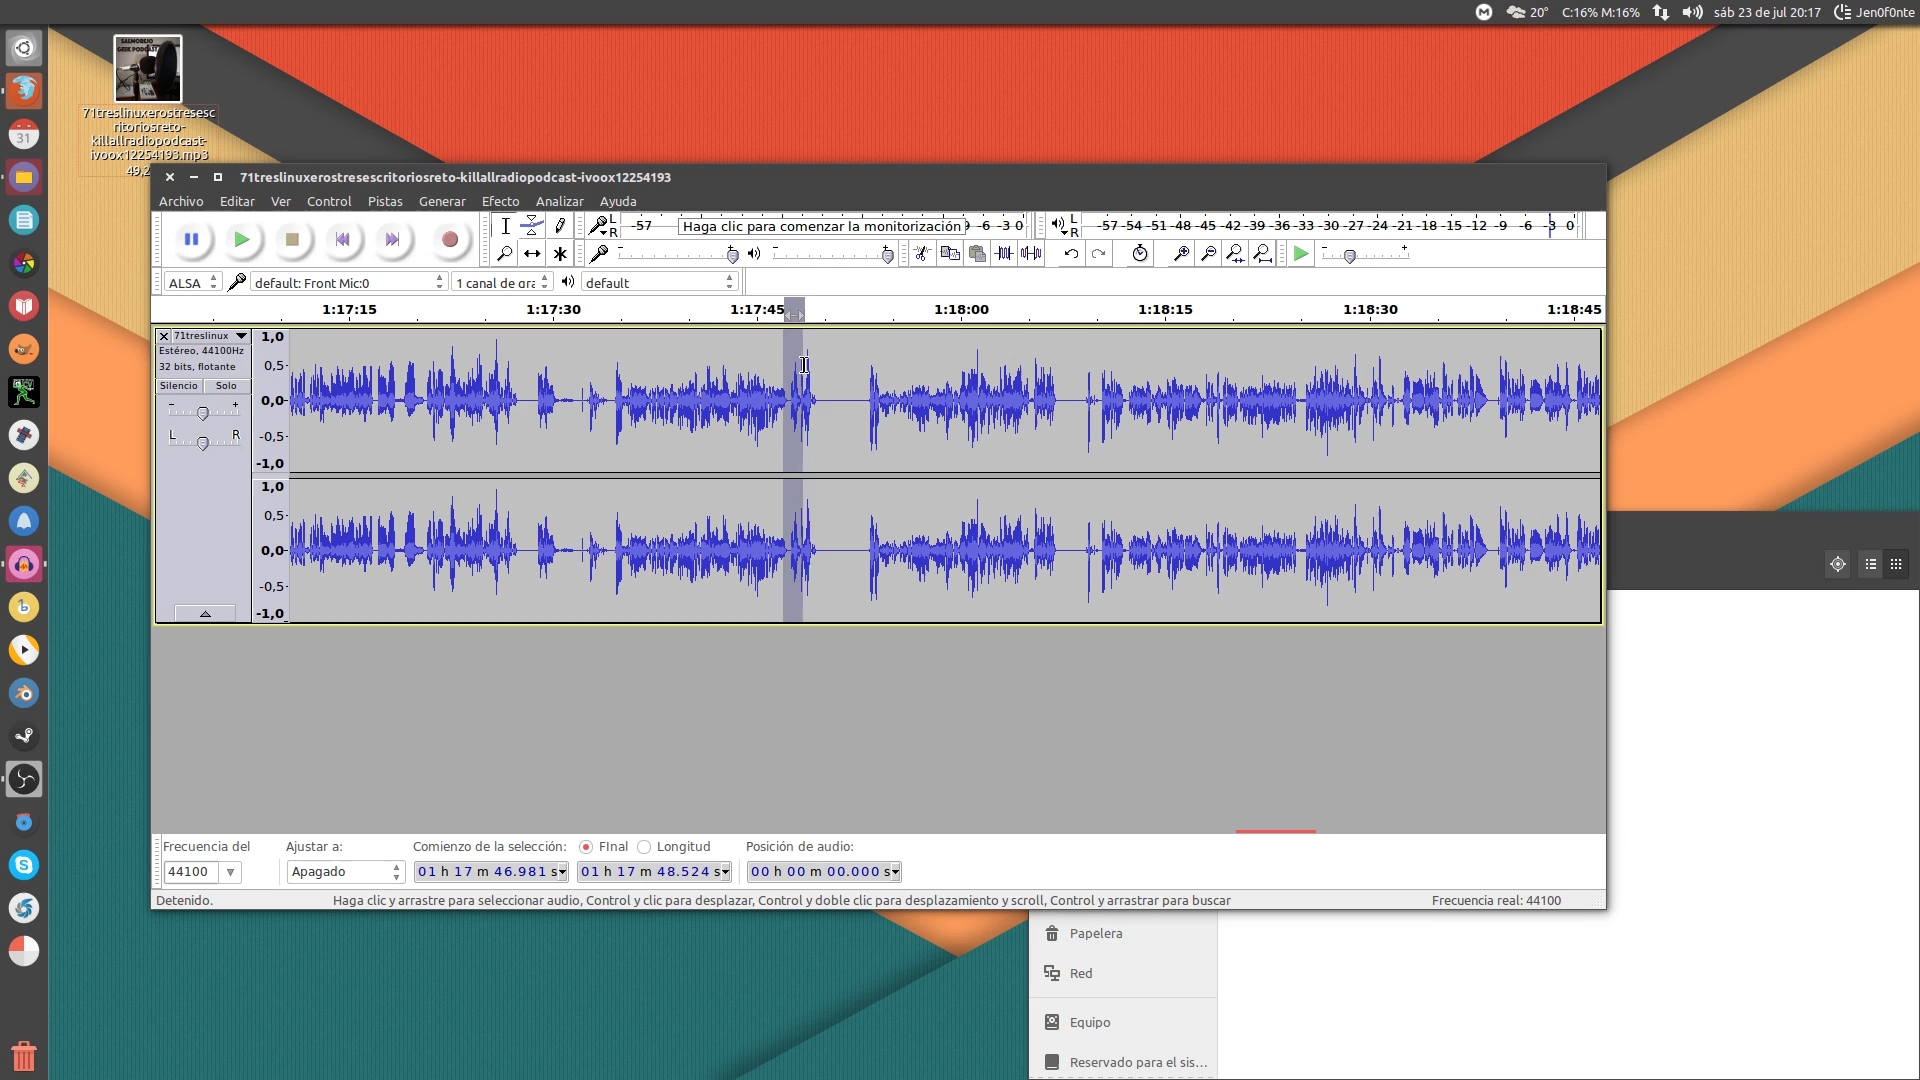 20°
C:16% M:16%
sáb 23 de jul 20:17
Jen0f0nte
31
SALMOREJO
GEEK PODCAST
71treslinuxerostresesc
ritoriosreto-
killallradiopodcast-
ivoox12254193.mp3
49,2
71treslinuxerostresescritoriosreto-killallradiopodcast-ivoox12254193
Archivo Editar Ver Control Pistas Generar Efecto Analizar Ayuda
L
R
-57
Haga clic para comenzar la monitorización
-6 -3 0
L
R
-57 -54 -51 -48 -45 -42 -39 -36 -33 -30 -27 -24 -21 -18 -15 -12 -9 -6 -3 0
ALSA
default: Front Mic:0
1 canal de gra
default
1:17:15 1:17:30 1:17:45 1:18:00 1:18:15 1:18:30 1:18:45
71treslinux
Estéreo, 44100Hz
32 bits, flotante
Silencio Solo
- +
L R
1,0
0,5-
0,0-
-0,5-
-1,0
1,0
0,5-
0,0-
-0,5-
-1,0
Frecuencia del
44100
Ajustar a:
Apagado
Comienzo de la selección:
FInal
Longitud
01 h 17 m 46.981 s
01 h 17 m 48.524 s
Posición de audio:
00 h 00 m 00.000 s
Detenido.
Haga clic y arrastre para seleccionar audio, Control y clic para desplazar, Control y doble clic para desplazamiento y scroll, Control y arrastrar para buscar
Frecuencia real: 44100
Papelera
Red
Equipo
Reservado para el sis...